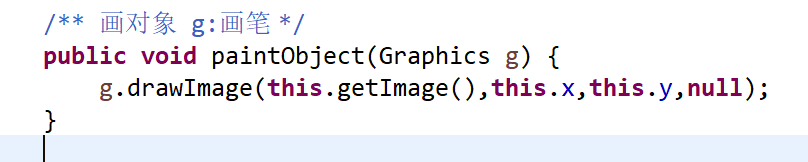 /** 画对象 g:画笔 */
public void paintObject(Graphics g) {
    g.drawImage(this.getImage(),this.x,this.y,null);
}